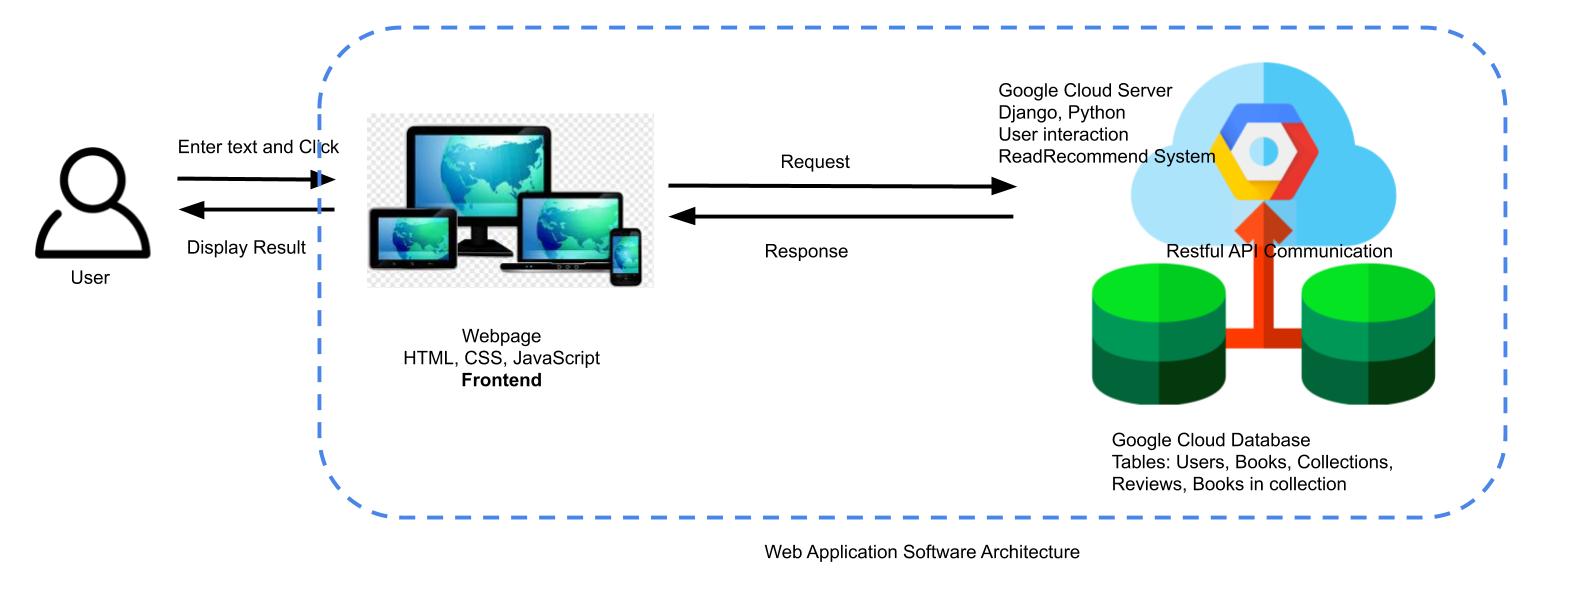 Enter text and Click
Display Result
User
Webpage
HTML, CSS, JavaScript
Frontend
Request
Response
Google Cloud Server
Django, Python
User interaction
ReadRecommend System
Restful API Communication
Google Cloud Database
Tables: Users, Books, Collections,
Reviews, Books in collection
Web Application Software Architecture